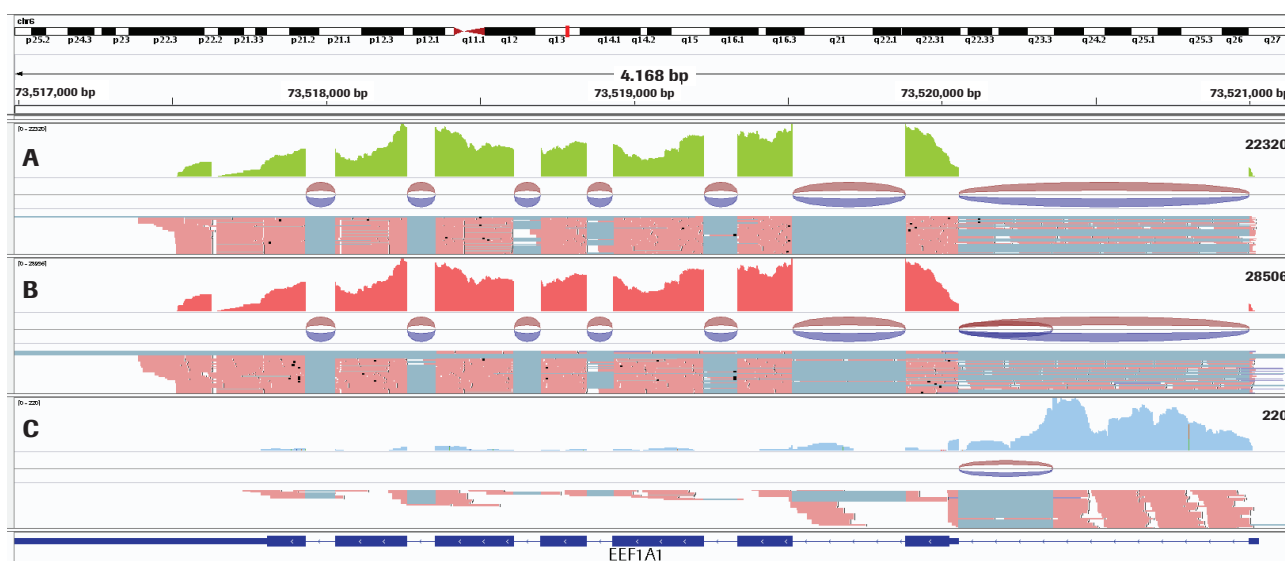 chr6
p25.2 p24.3 p23 p22.3 p22.2 p21.33 p21.2 p21.1 p12.3 p12.1 q11.1 q12 q13 q14.1 q14.2 q15 q16.1 q16.3 q21 q22.1 q22.31 q22.33 q23.3 q24.2 q25.1 q25.3 q26 q27
4.168 bp
73,517,000 bp 73,518,000 bp 73,519,000 bp 73,520,000 bp 73,521,000 bp
[0 - 22320]
A 22320
B 28506
[0 - 220]
C 220
EEF1A1